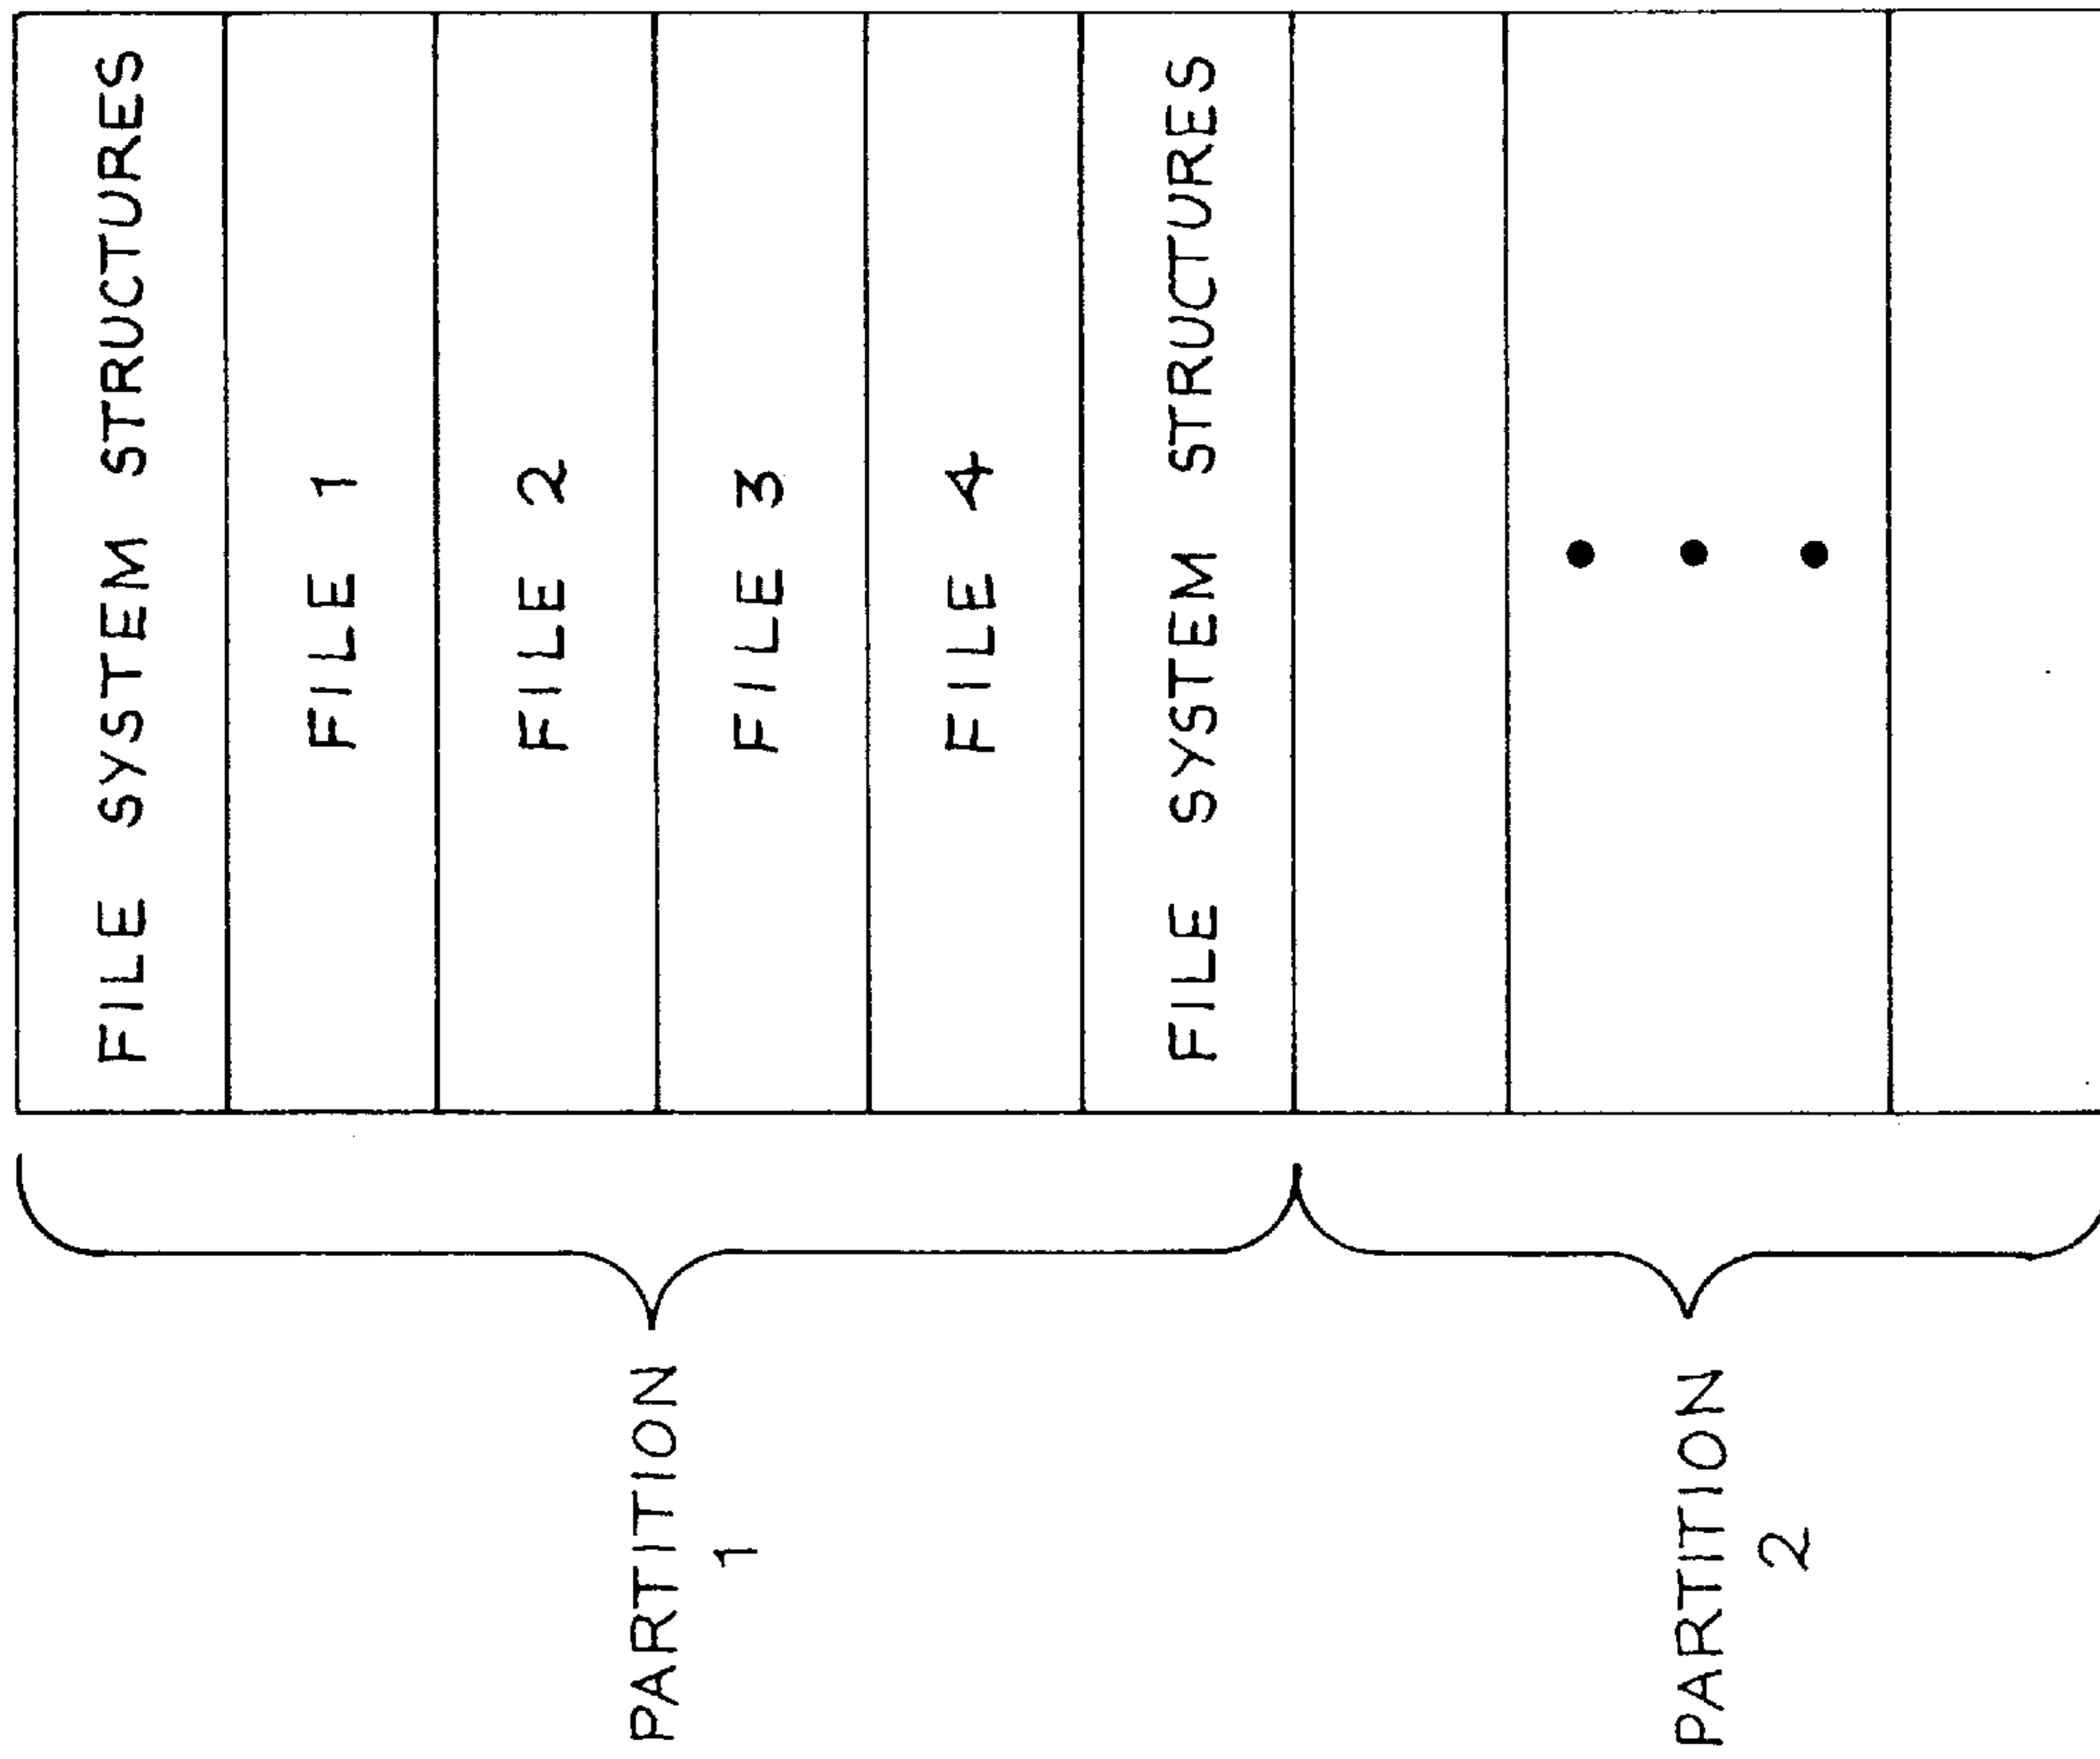 FILE SYSTEM STRUCTURES
FILE 1
FILE 2
FILE 3
FILE 4
FILE SYSTEM STRUCTURES
PARTITION
1
PARTITION
2